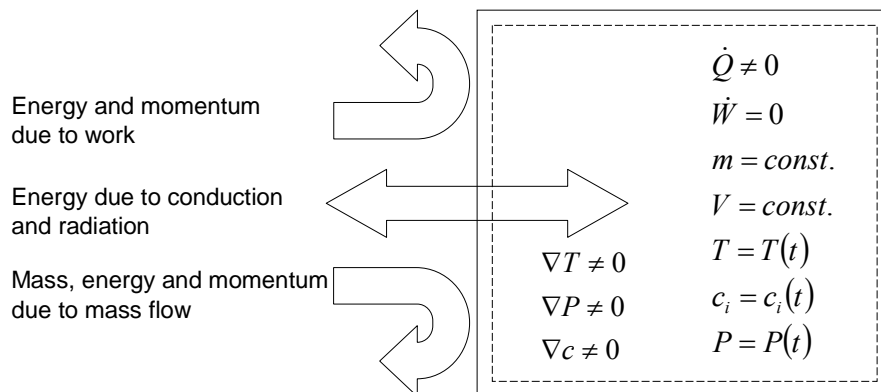 Energy and momentum
due to work
Energy due to conduction
and radiation
Mass, energy and momentum
due to mass flow
∇T ≠ 0
∇P ≠ 0
∇c ≠ 0
Q̇ ≠ 0
Ẇ = 0
m = const.
V = const.
T = T(t)
cᵢ = cᵢ(t)
P = P(t)